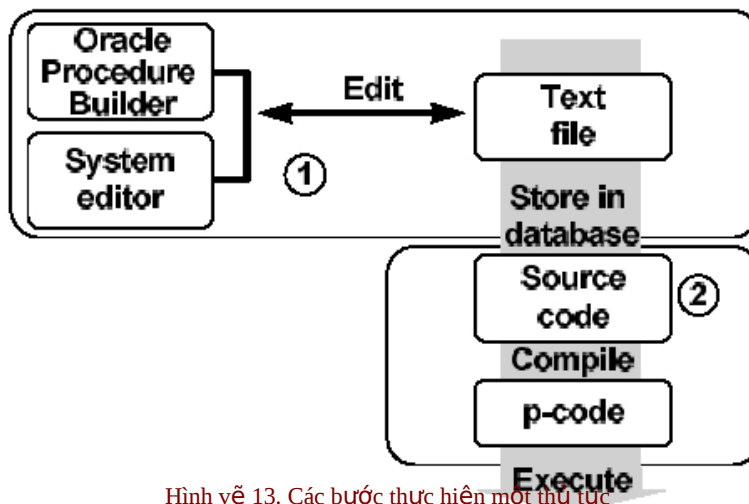 Oracle
Procedure
Builder
System
editor
Edit
1
Text
file
Store in
database
Source
code
2
Compile
p-code
Execute
Hình vẽ 13. Các bước thực hiện một thủ tục